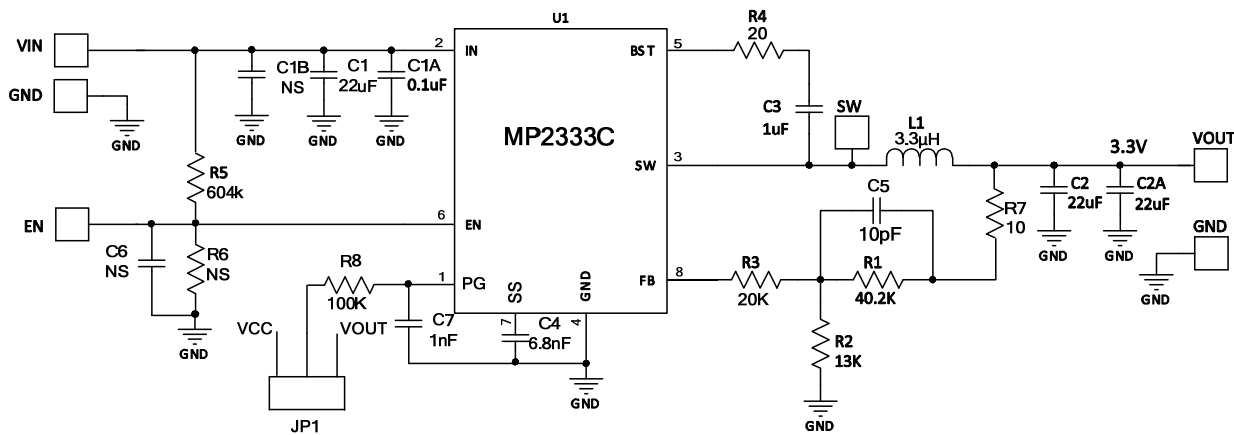 U1
VIN
GND
GND
2
IN
C1B
NS
C1
22uF
C1A
0.1uF
GND
GND
GND
MP2333C
BST
5
R4
20
C3
1uF
SW
L1
3.3µH
SW
3
3.3V
VOUT
R5
604k
EN
6
EN
C6
NS
R6
NS
GND
C5
10pF
R7
10
C2
22uF
C2A
22uF
GND
GND
GND
GND
R8
100K
1
PG
SS
GND
FB
8
R3
20K
R1
40.2K
VCC
VOUT
C7
1nF
7
C4
6.8nF
4
R2
13K
GND
GND
JP1